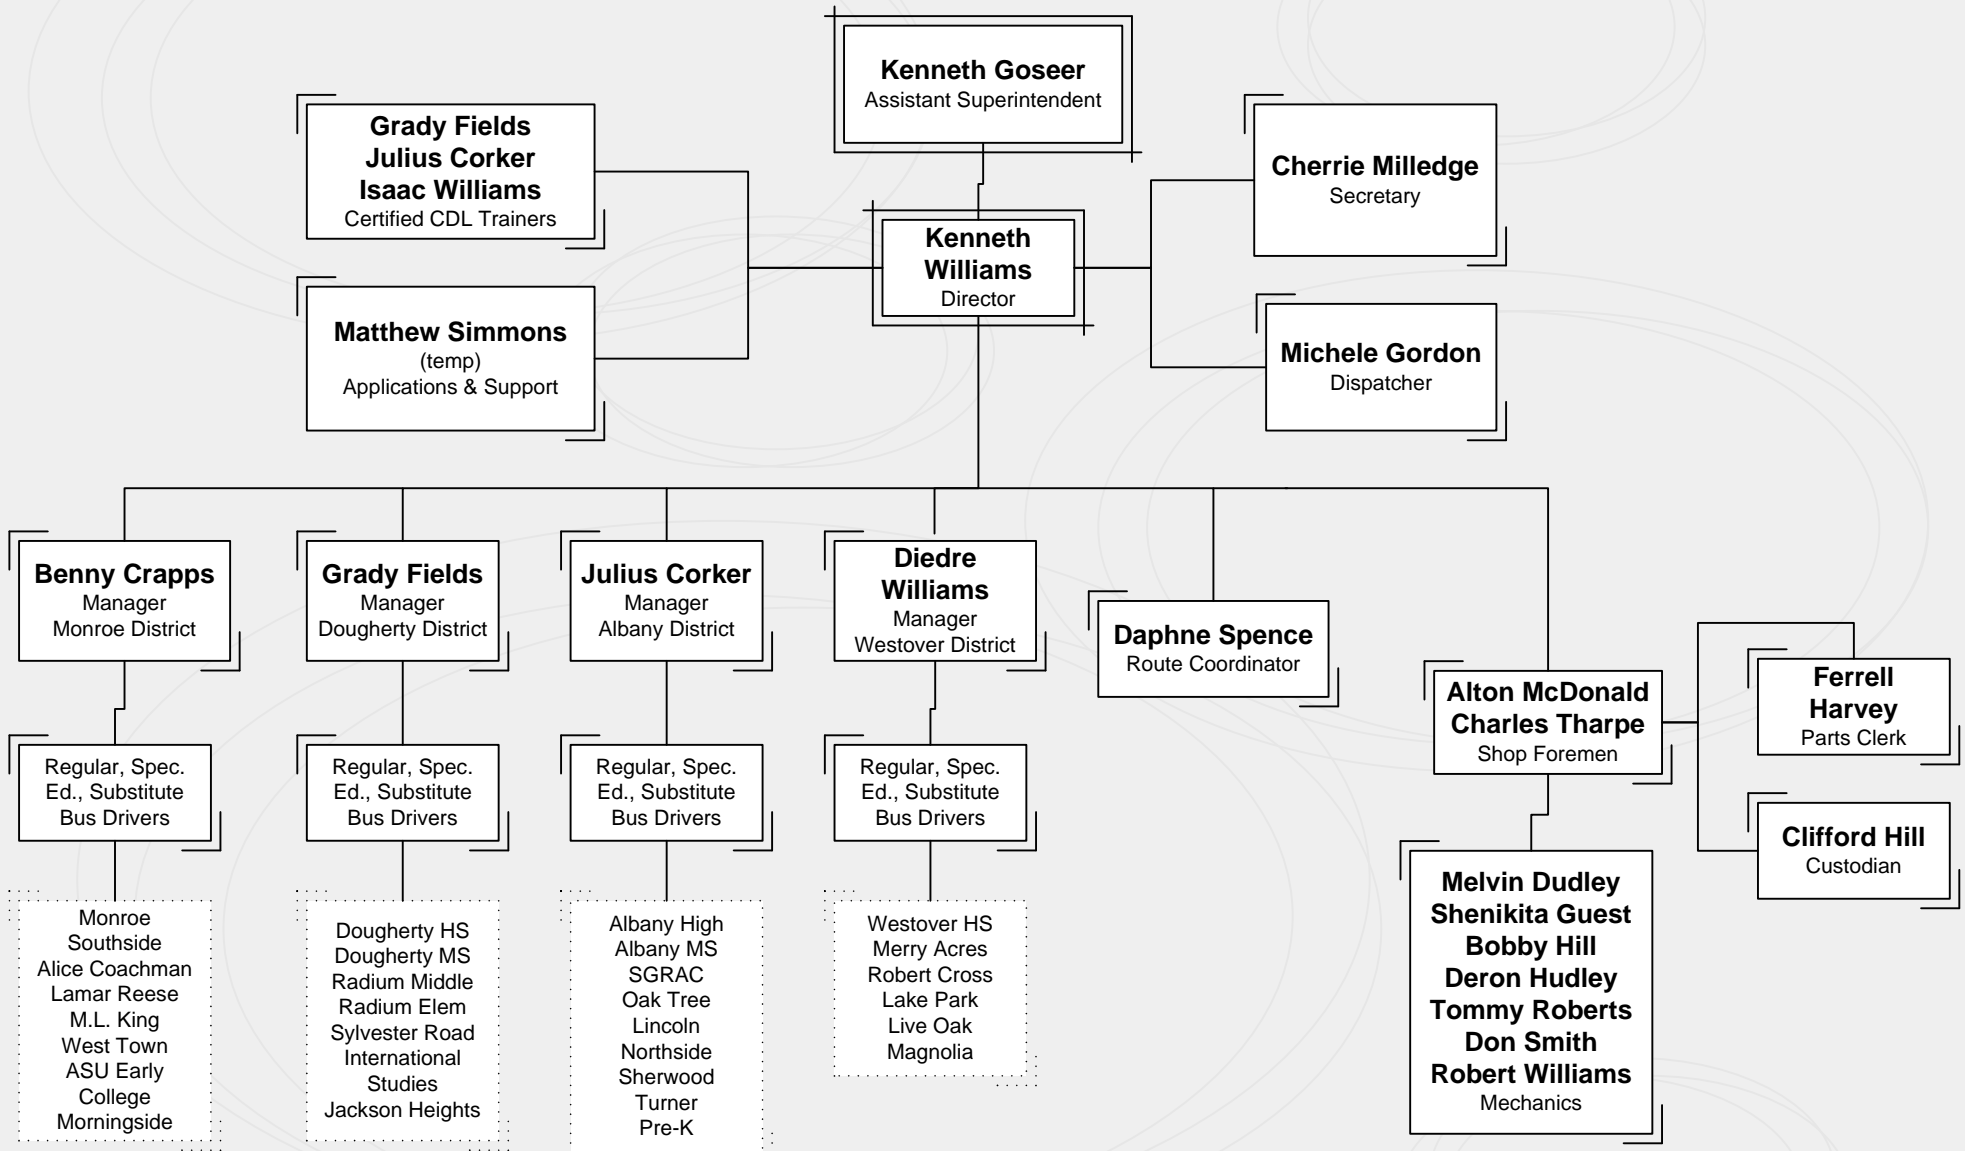 Kenneth Goseer
Assistant Superintendent
Grady Fields
Julius Corker
Isaac Williams
Certified CDL Trainers
Cherrie Milledge
Secretary
Kenneth
Williams
Director
Matthew Simmons
(temp)
Applications & Support
Michele Gordon
Dispatcher
Benny Crapps
Manager
Monroe District
Grady Fields
Manager
Dougherty District
Julius Corker
Manager
Albany District
Diedre
Williams
Manager
Westover District
Daphne Spence
Route Coordinator
Alton McDonald
Charles Tharpe
Shop Foremen
Ferrell
Harvey
Parts Clerk
Clifford Hill
Custodian
Regular, Spec.
Ed., Substitute
Bus Drivers
Regular, Spec.
Ed., Substitute
Bus Drivers
Regular, Spec.
Ed., Substitute
Bus Drivers
Regular, Spec.
Ed., Substitute
Bus Drivers
Monroe
Southside
Alice Coachman
Lamar Reese
M.L. King
West Town
ASU Early
College
Morningside
Dougherty HS
Dougherty MS
Radium Middle
Radium Elem
Sylvester Road
International
Studies
Jackson Heights
Albany High
Albany MS
SGRAC
Oak Tree
Lincoln
Northside
Sherwood
Turner
Pre-K
Westover HS
Merry Acres
Robert Cross
Lake Park
Live Oak
Magnolia
Melvin Dudley
Shenikita Guest
Bobby Hill
Deron Hudley
Tommy Roberts
Don Smith
Robert Williams
Mechanics